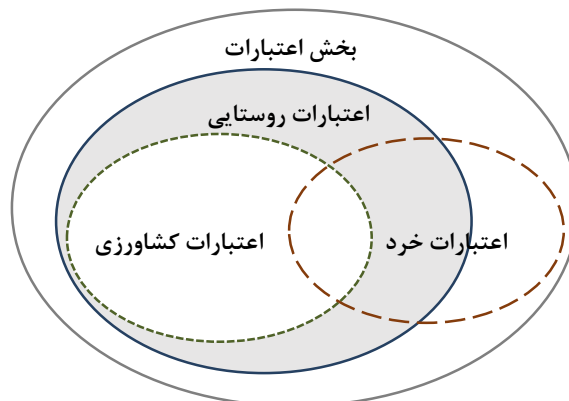 بخش اعتبارات
اعتبارات روستایی
اعتبارات خرد
اعتبارات کشاورزی